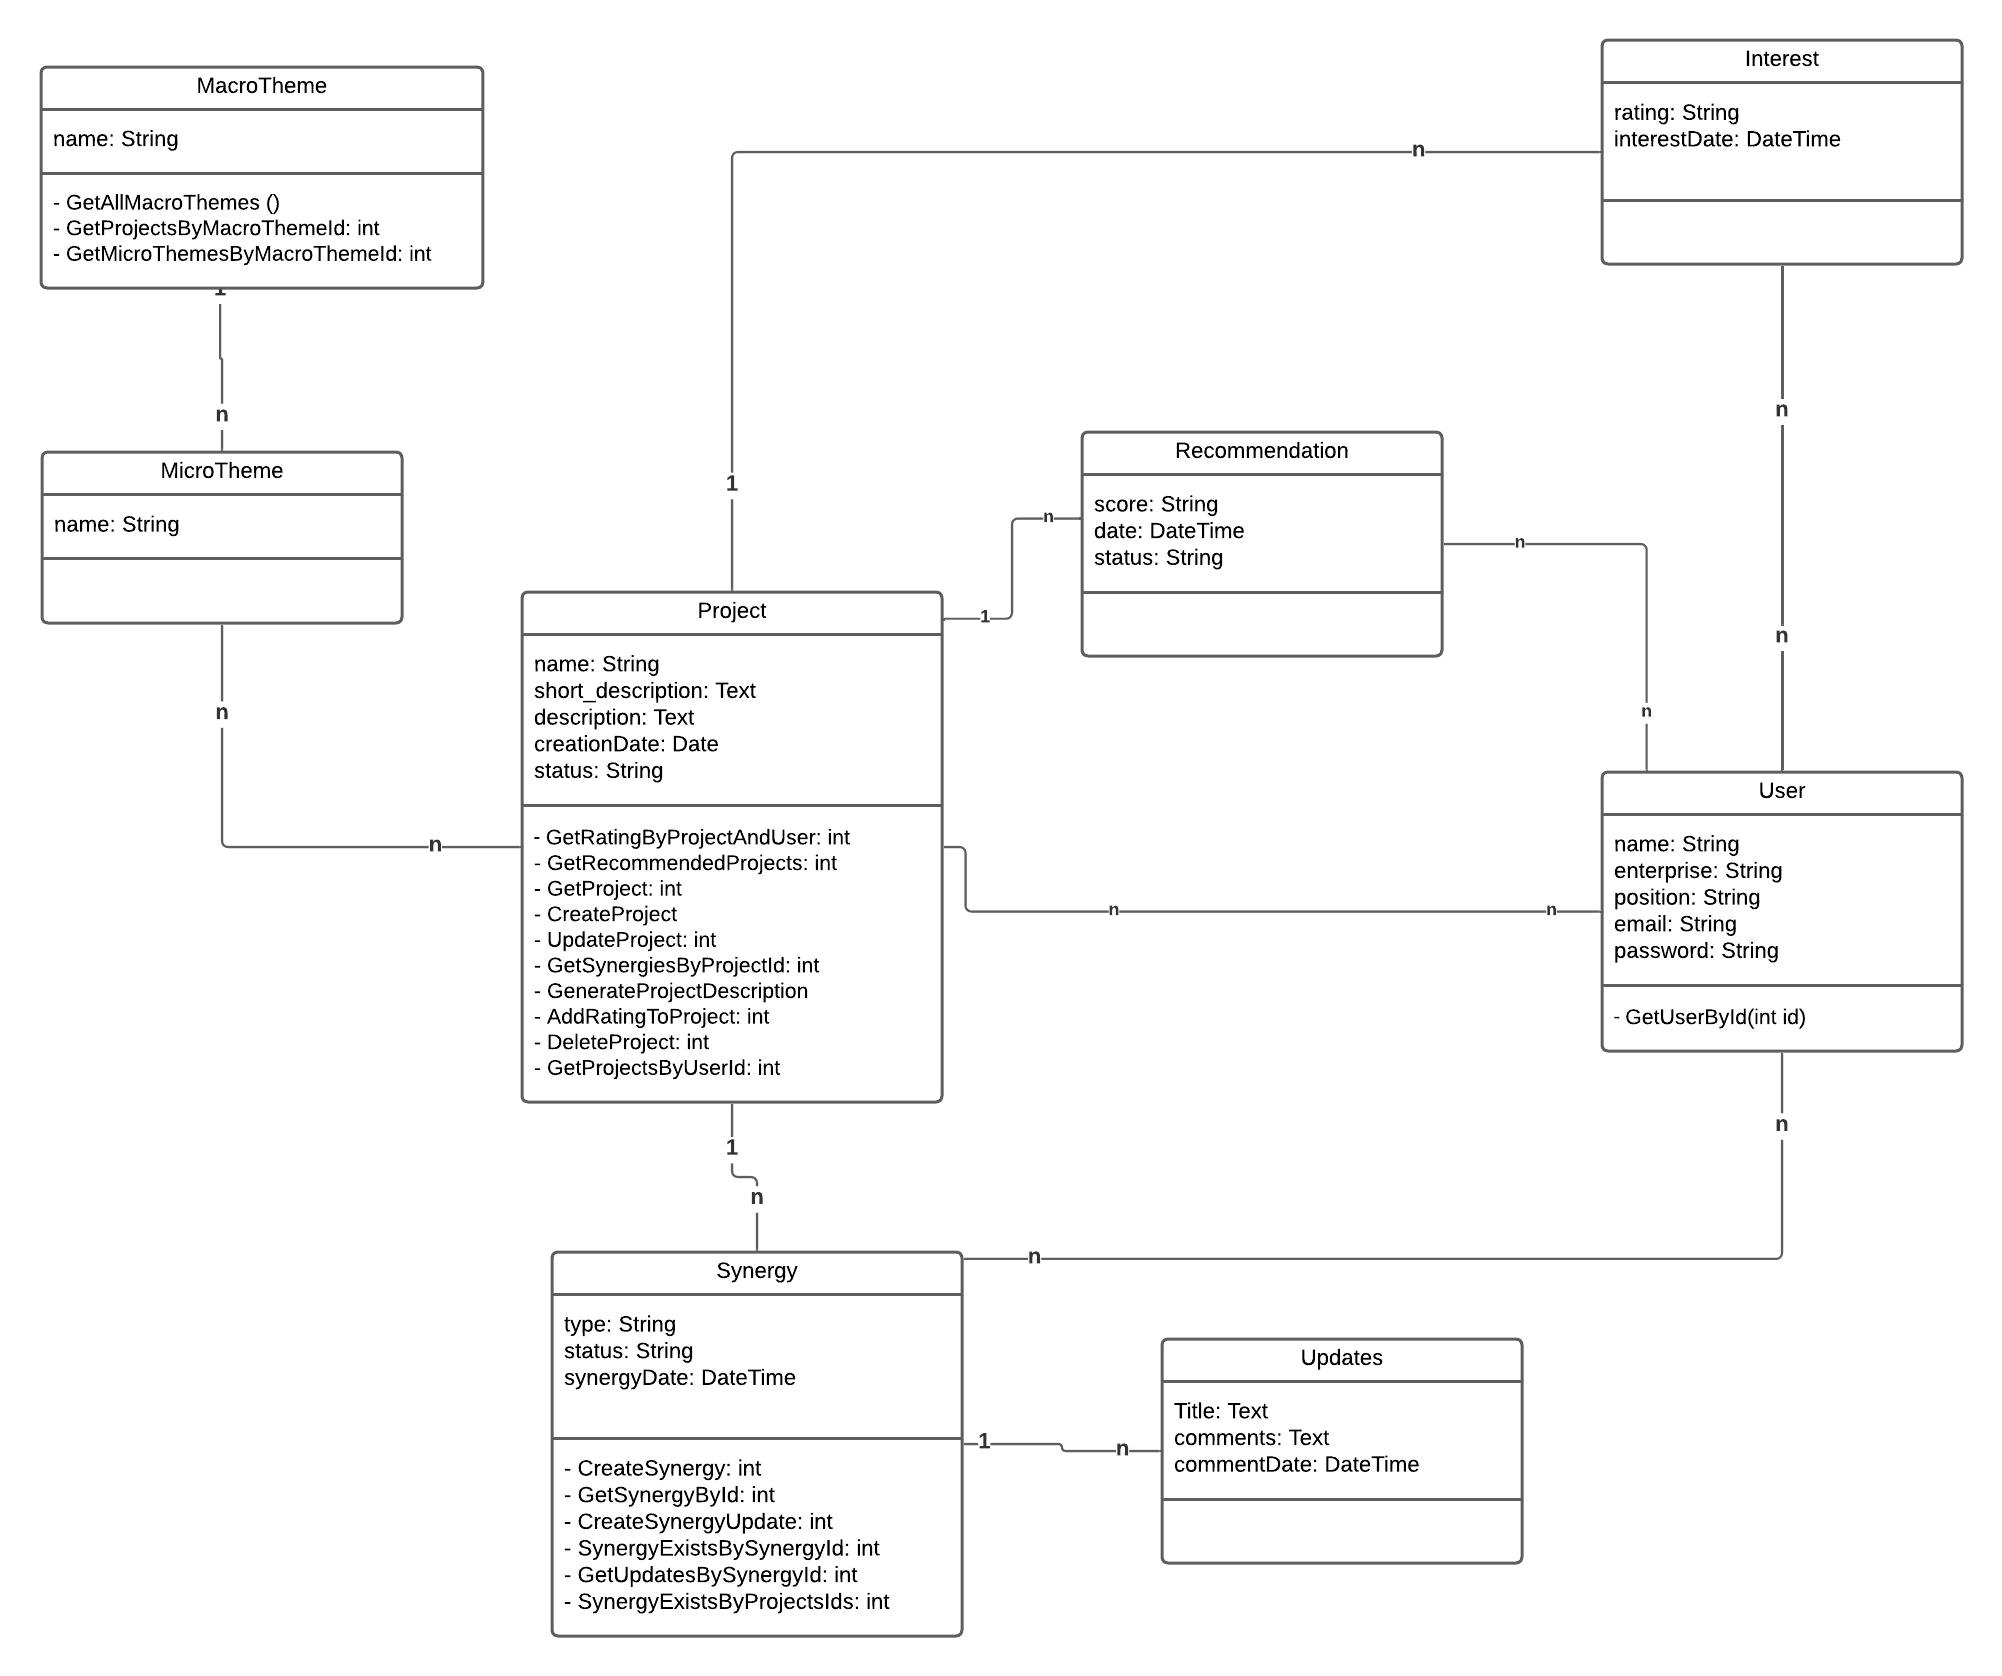 MacroTheme
name: String
- GetAllMacroThemes ()
- GetProjectsByMacroThemeId: int
- GetMicroThemesByMacroThemeId: int
1
n
MicroTheme
name: String
n
n
Interest
rating: String
interestDate: DateTime
n
1
n
n
Recommendation
score: String
date: DateTime
status: String
n
1
n
n
Project
name: String
short_description: Text
description: Text
creationDate: Date
status: String
- GetRatingByProjectAndUser: int
- GetRecommendedProjects: int
- GetProject: int
- CreateProject
- UpdateProject: int
- GetSynergiesByProjectId: int
- GenerateProjectDescription
- AddRatingToProject: int
- DeleteProject: int
- GetProjectsByUserId: int
n
n
User
name: String
enterprise: String
position: String
email: String
password: String
- GetUserById(int id)
n
n
1
n
Synergy
type: String
status: String
synergyDate: DateTime
- CreateSynergy: int
- GetSynergyById: int
- CreateSynergyUpdate: int
- SynergyExistsBySynergyId: int
- GetUpdatesBySynergyId: int
- SynergyExistsByProjectsIds: int
1
n
Updates
Title: Text
comments: Text
commentDate: DateTime